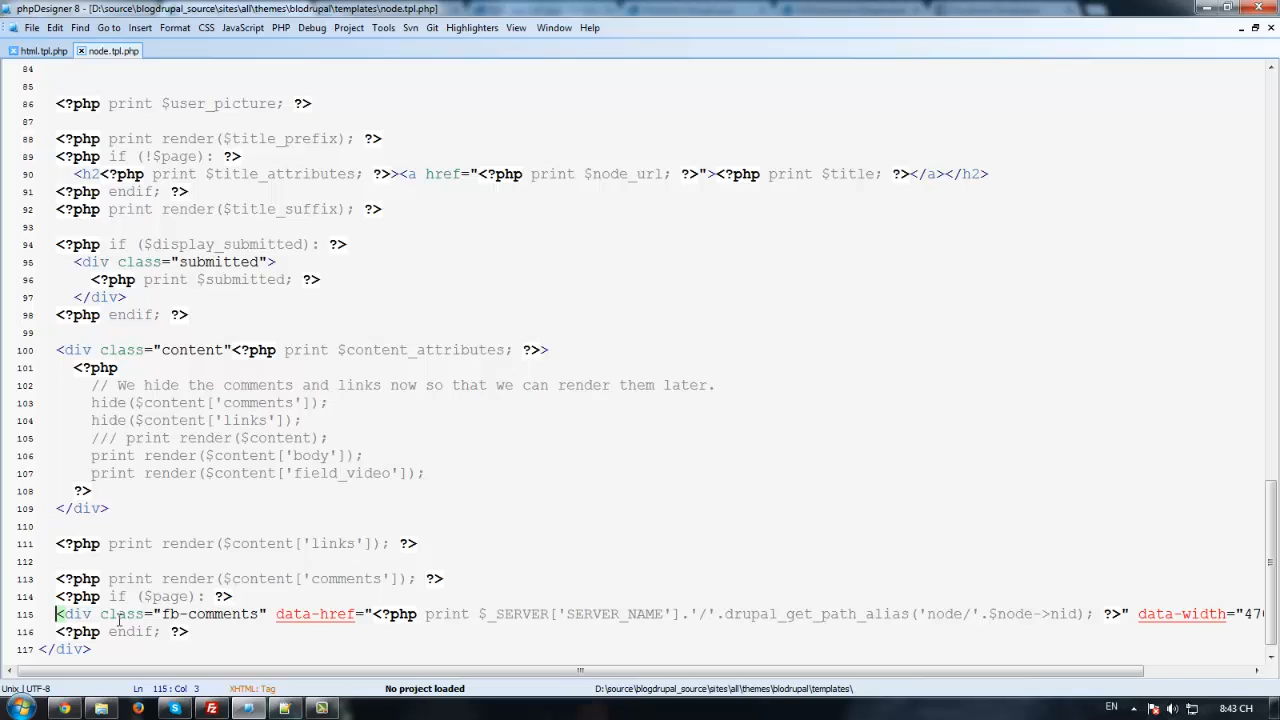 phpDesigner 8 - [D:\source\blogdrupal_source\sites\all\themes\blodrupal\templates\node.tpl.php]
File Edit Find Go to Insert Format CSS JavaScript PHP Debug Project Tools Svn Git Highlighters View Window Help
html.tpl.php node.tpl.php
84
85
86 <?php print $user_picture; ?>
87
88 <?php print render($title_prefix); ?>
89 <?php if (!$page): ?>
90 <h2<?php print $title_attributes; ?>><a href="<?php print $node_url; ?>"><?php print $title; ?></a></h2>
91 <?php endif; ?>
92 <?php print render($title_suffix); ?>
93
94 <?php if ($display_submitted): ?>
95 <div class="submitted">
96 <?php print $submitted; ?>
97 </div>
98 <?php endif; ?>
99
100 <div class="content"<?php print $content_attributes; ?>>
101 <?php
102 // We hide the comments and links now so that we can render them later.
103 hide($content['comments']);
104 hide($content['links']);
105 /// print render($content);
106 print render($content['body']);
107 print render($content['field_video']);
108 ?>
109 </div>
110
111 <?php print render($content['links']); ?>
112
113 <?php print render($content['comments']); ?>
114 <?php if ($page): ?>
115 <div class="fb-comments" data-href="<?php print $_SERVER['SERVER_NAME'].'/'.drupal_get_path_alias('node/'.$node->nid); ?>" data-width="47
116 <?php endif; ?>
117 </div>
Unix | UTF-8 Ln 115 : Col 3 XHTML: Tag No project loaded D:\source\blogdrupal_source\sites\all\themes\blodrupal\templates\
EN 8:43 CH